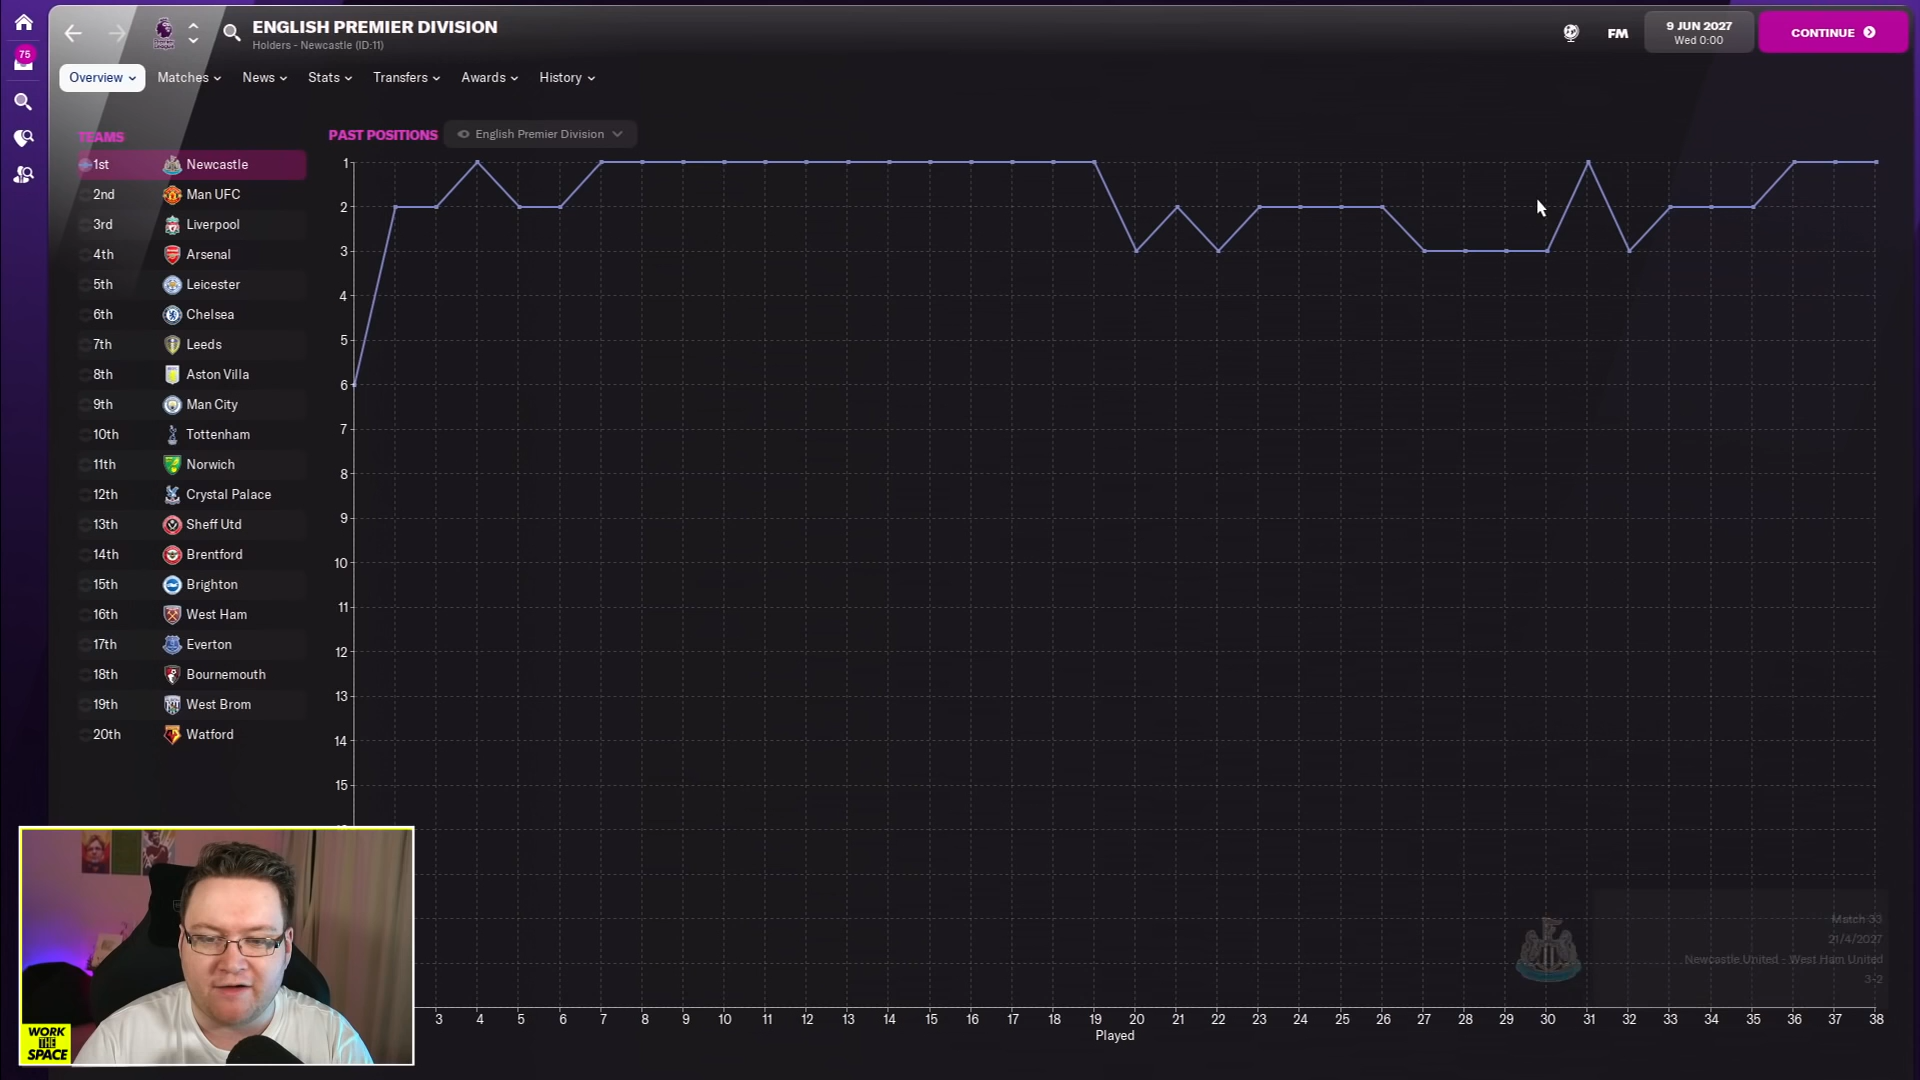 ENGLISH PREMIER DIVISION
Holders - Newcastle (ID:11)
75
FM
9 JUN 2027
Wed 0:00
CONTINUE
Overview
Matches
News
Stats
Transfers
Awards
History
TEAMS
1st Newcastle
2nd Man UFC
3rd Liverpool
4th Arsenal
5th Leicester
6th Chelsea
7th Leeds
8th Aston Villa
9th Man City
10th Tottenham
11th Norwich
12th Crystal Palace
13th Sheff Utd
14th Brentford
15th Brighton
16th West Ham
17th Everton
18th Bournemouth
19th West Brom
20th Watford
PAST POSITIONS
English Premier Division
1
2
3
4
5
6
7
8
9
10
11
12
13
14
15
3 4 5 6 7 8 9 10 11 12 13 14 15 16 17 18 19 20 21 22 23 24 25 26 27 28 29 30 31 32 33 34 35 36 37 38
Played
Match 33
21/4/2027
Newcastle United - West Ham United
3-2
WORK
THE
SPACE